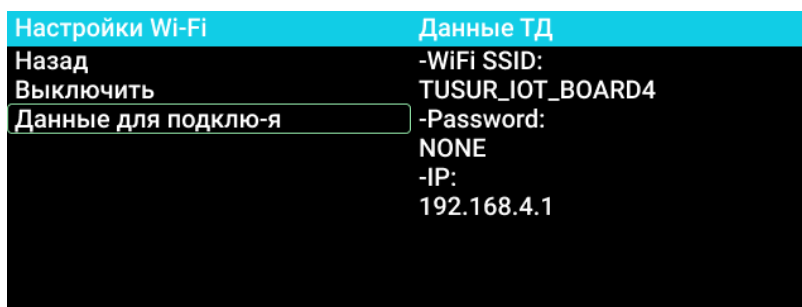 Настройки Wi-Fi
Назад
Выключить
Данные для подклю-я
Данные ТД
-WiFi SSID:
TUSUR_IOT_BOARD4
-Password:
NONE
-IP:
192.168.4.1